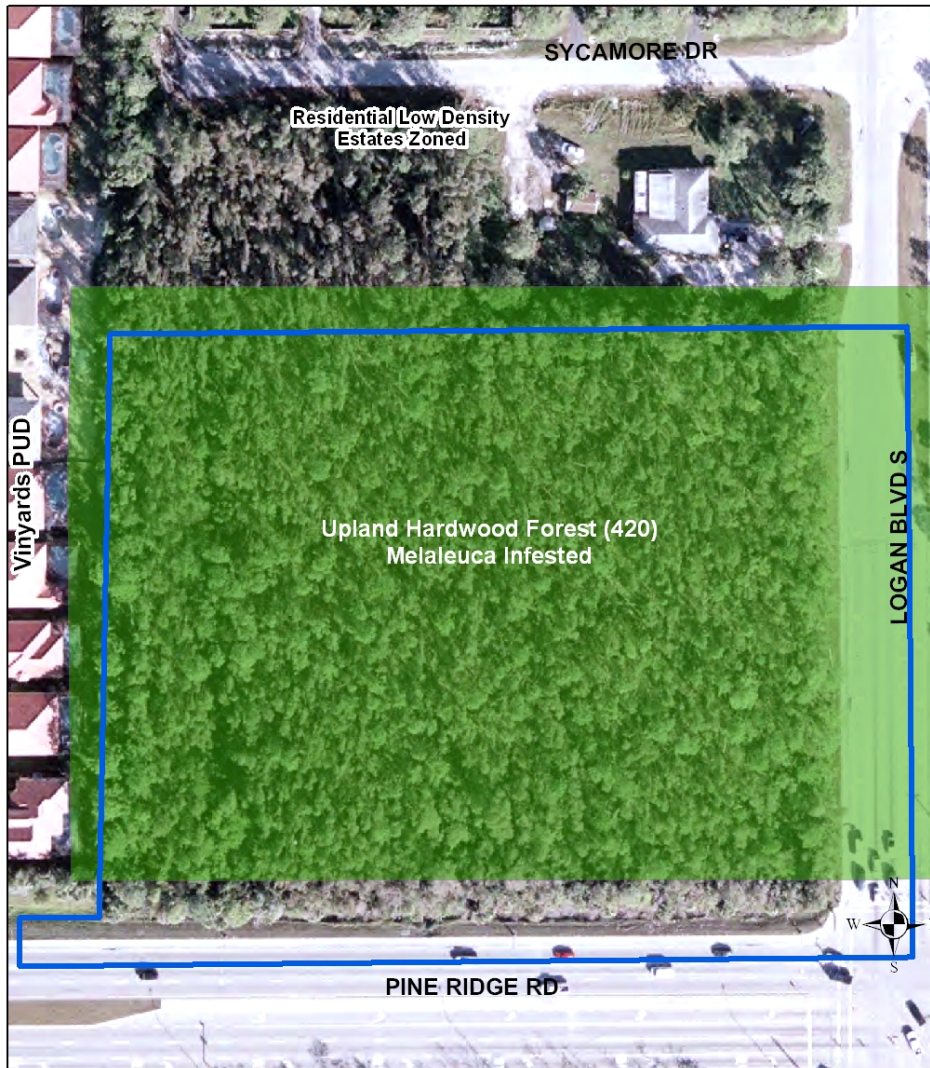 SYCAMORE DR
Residential Low Density
Estates Zoned
Vinyards PUD
Upland Hardwood Forest (420)
Melaleuca Infested
LOGAN BLVD S
N
W
S
PINE RIDGE RD